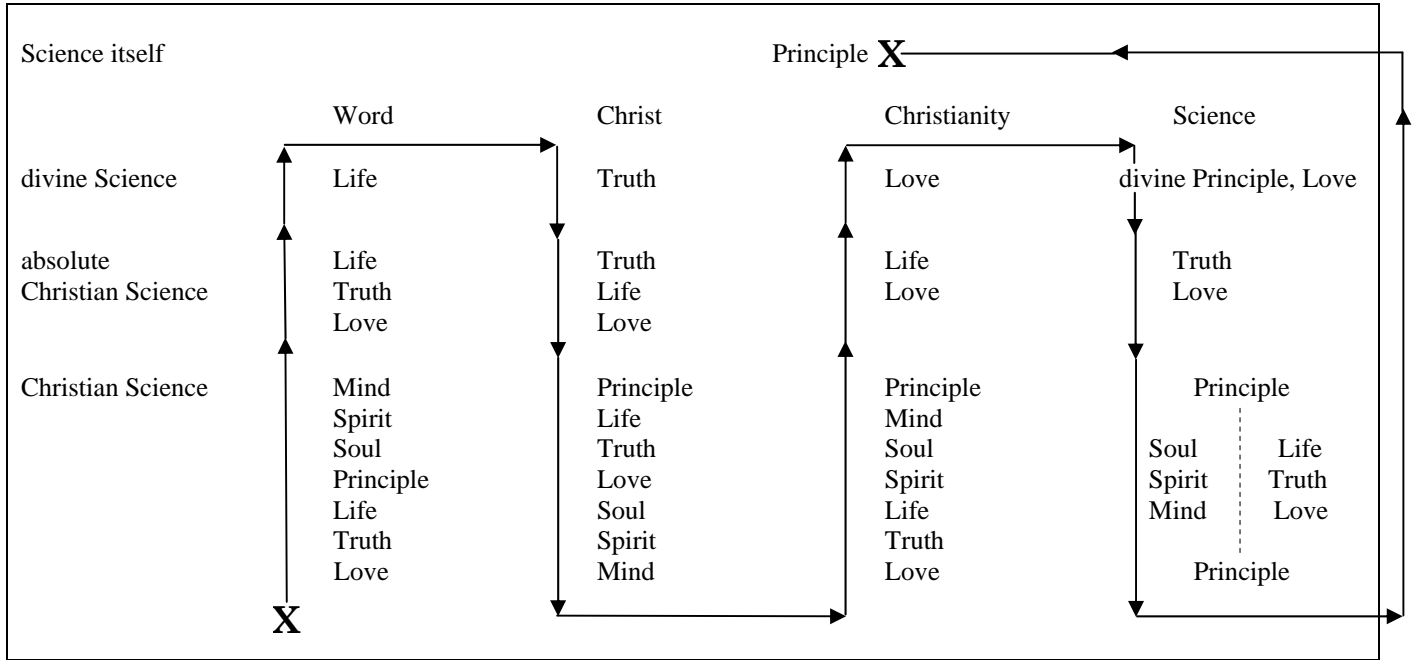 Science itself Principle X
Word Christ Christianity Science
divine Science Life Truth Love divine Principle, Love
absolute Life Truth Life Truth
Christian Science Truth Life Love Love
Love Love
Christian Science Mind Principle Principle Principle
Spirit Life Mind
Soul Truth Soul Soul Life
Principle Love Spirit Spirit Truth
Life Soul Life Mind Love
Truth Spirit Truth
Love Mind Love Principle
X